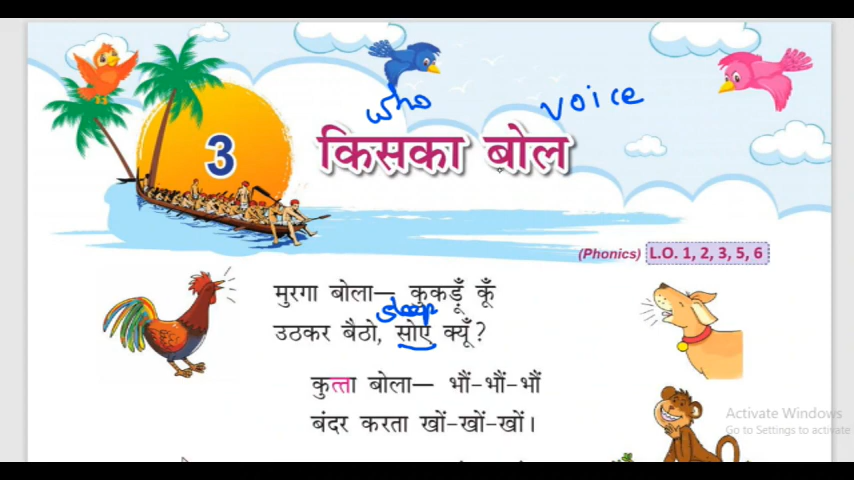 who voice
3 किसका बोल
(Phonics) L.O. 1, 2, 3, 5, 6
मुरगा बोला— कुकड़ूँ कूँ
sleep
उठकर बैठो, सोए क्यूँ?
कुत्ता बोला— भौं-भौं-भौं
बंदर करता खों-खों-खों।
Activate Windows
Go to Settings to activate